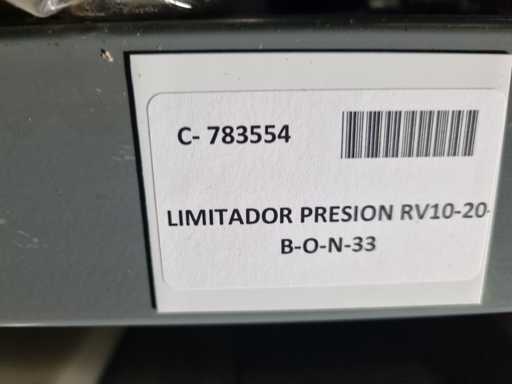 C- 783554
LIMITADOR PRESION RV10-20-
B-O-N-33